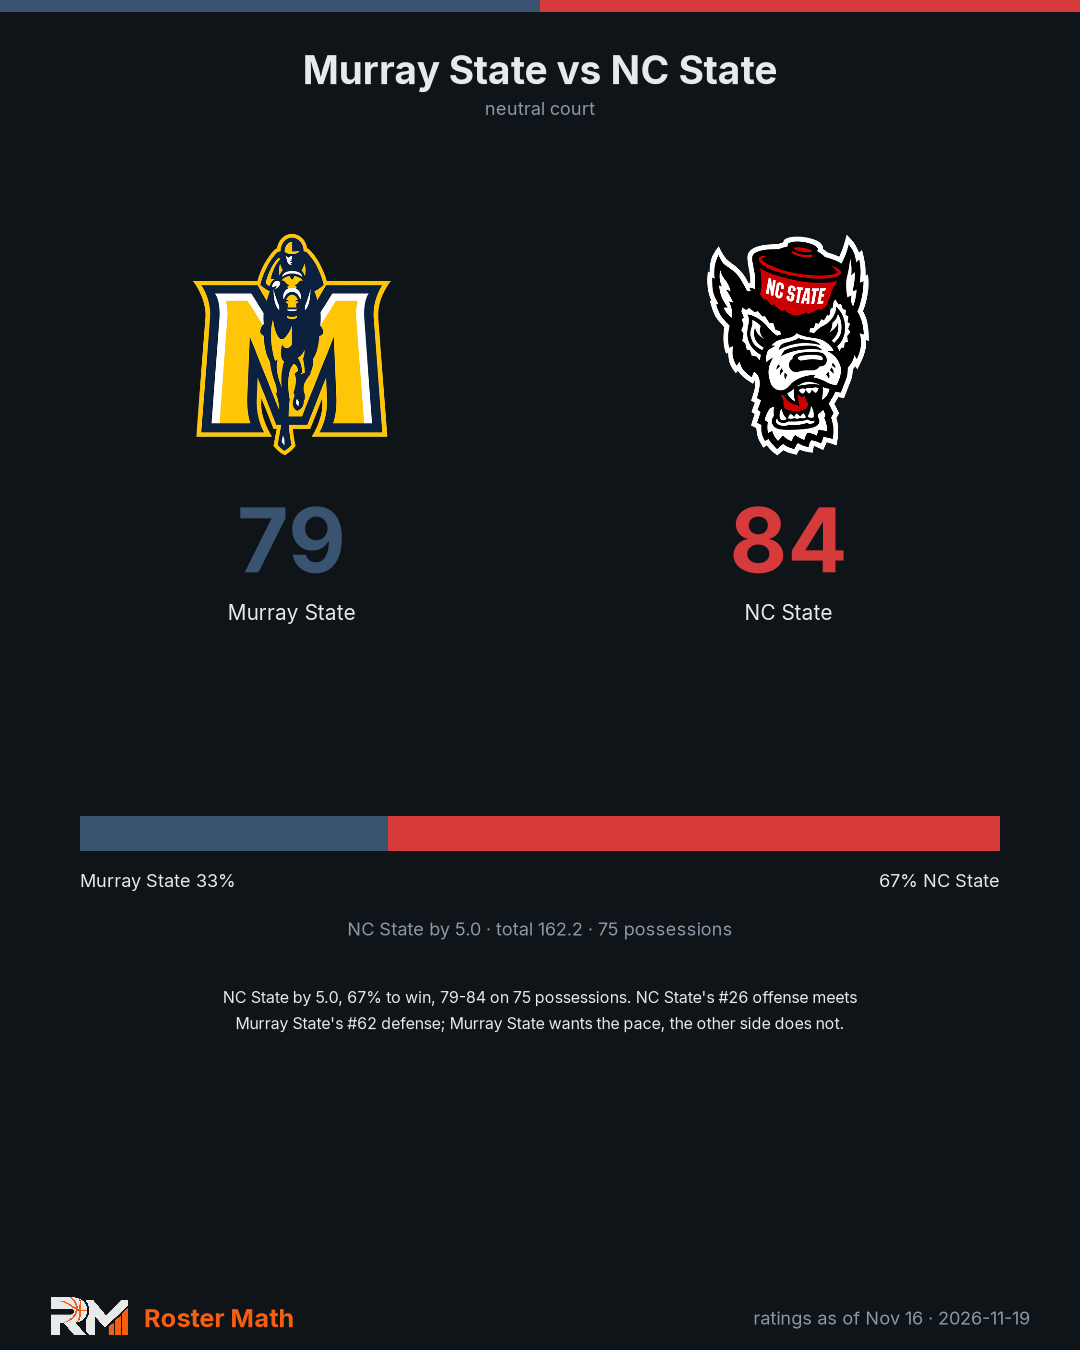 Murray State vs NC State
neutral court
NC STATE
79
84
Murray State
NC State
Murray State 33%
67% NC State
NC State by 5.0 · total 162.2 · 75 possessions
NC State by 5.0, 67% to win, 79-84 on 75 possessions. NC State's #26 offense meets
Murray State's #62 defense; Murray State wants the pace, the other side does not.
RM Roster Math
ratings as of Nov 16 · 2026-11-19